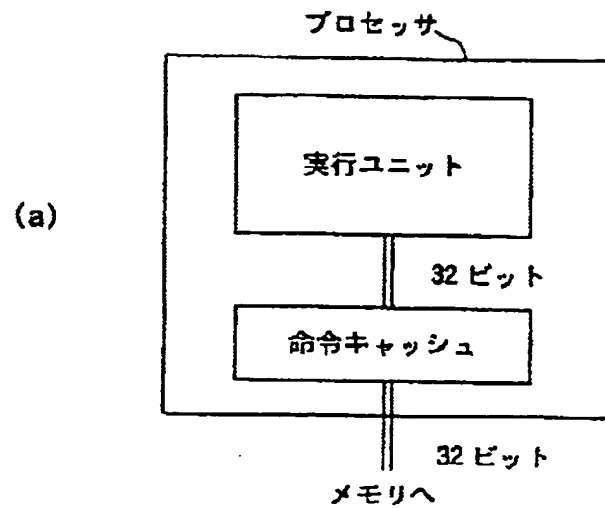 プロセッサ
実行ユニット
(a)
32 ビット
命令キャッシュ
32 ビット
メモリへ